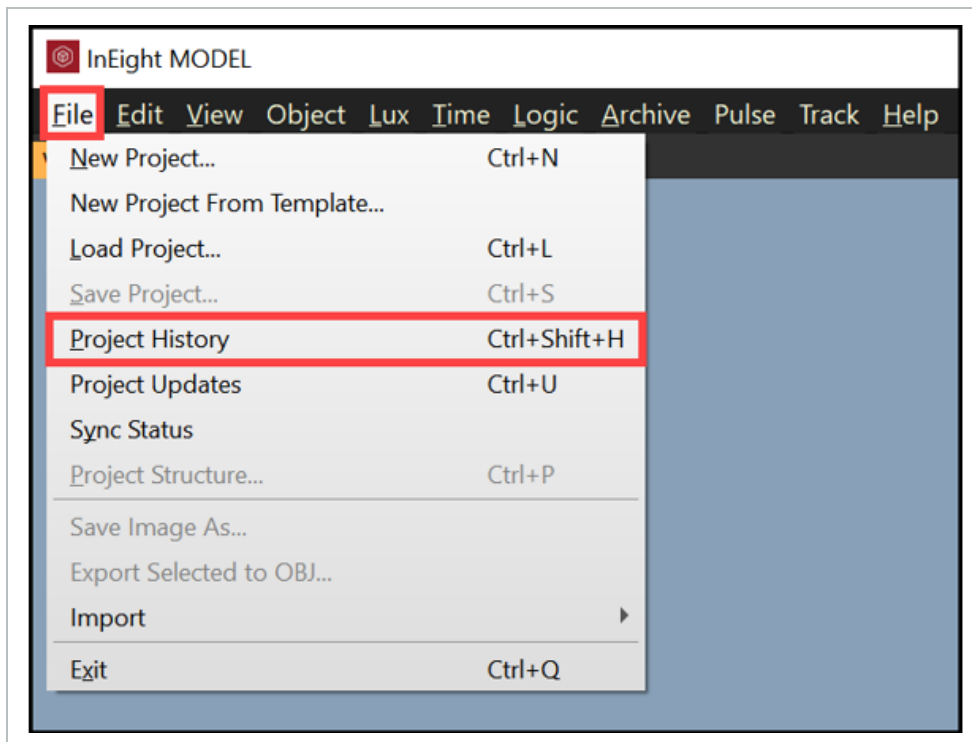 InEight MODEL
File Edit View Object Lux Time Logic Archive Pulse Track Help
New Project... Ctrl+N
New Project From Template...
Load Project... Ctrl+L
Save Project... Ctrl+S
Project History Ctrl+Shift+H
Project Updates Ctrl+U
Sync Status
Project Structure... Ctrl+P
Save Image As...
Export Selected to OBJ...
Import
Exit Ctrl+Q